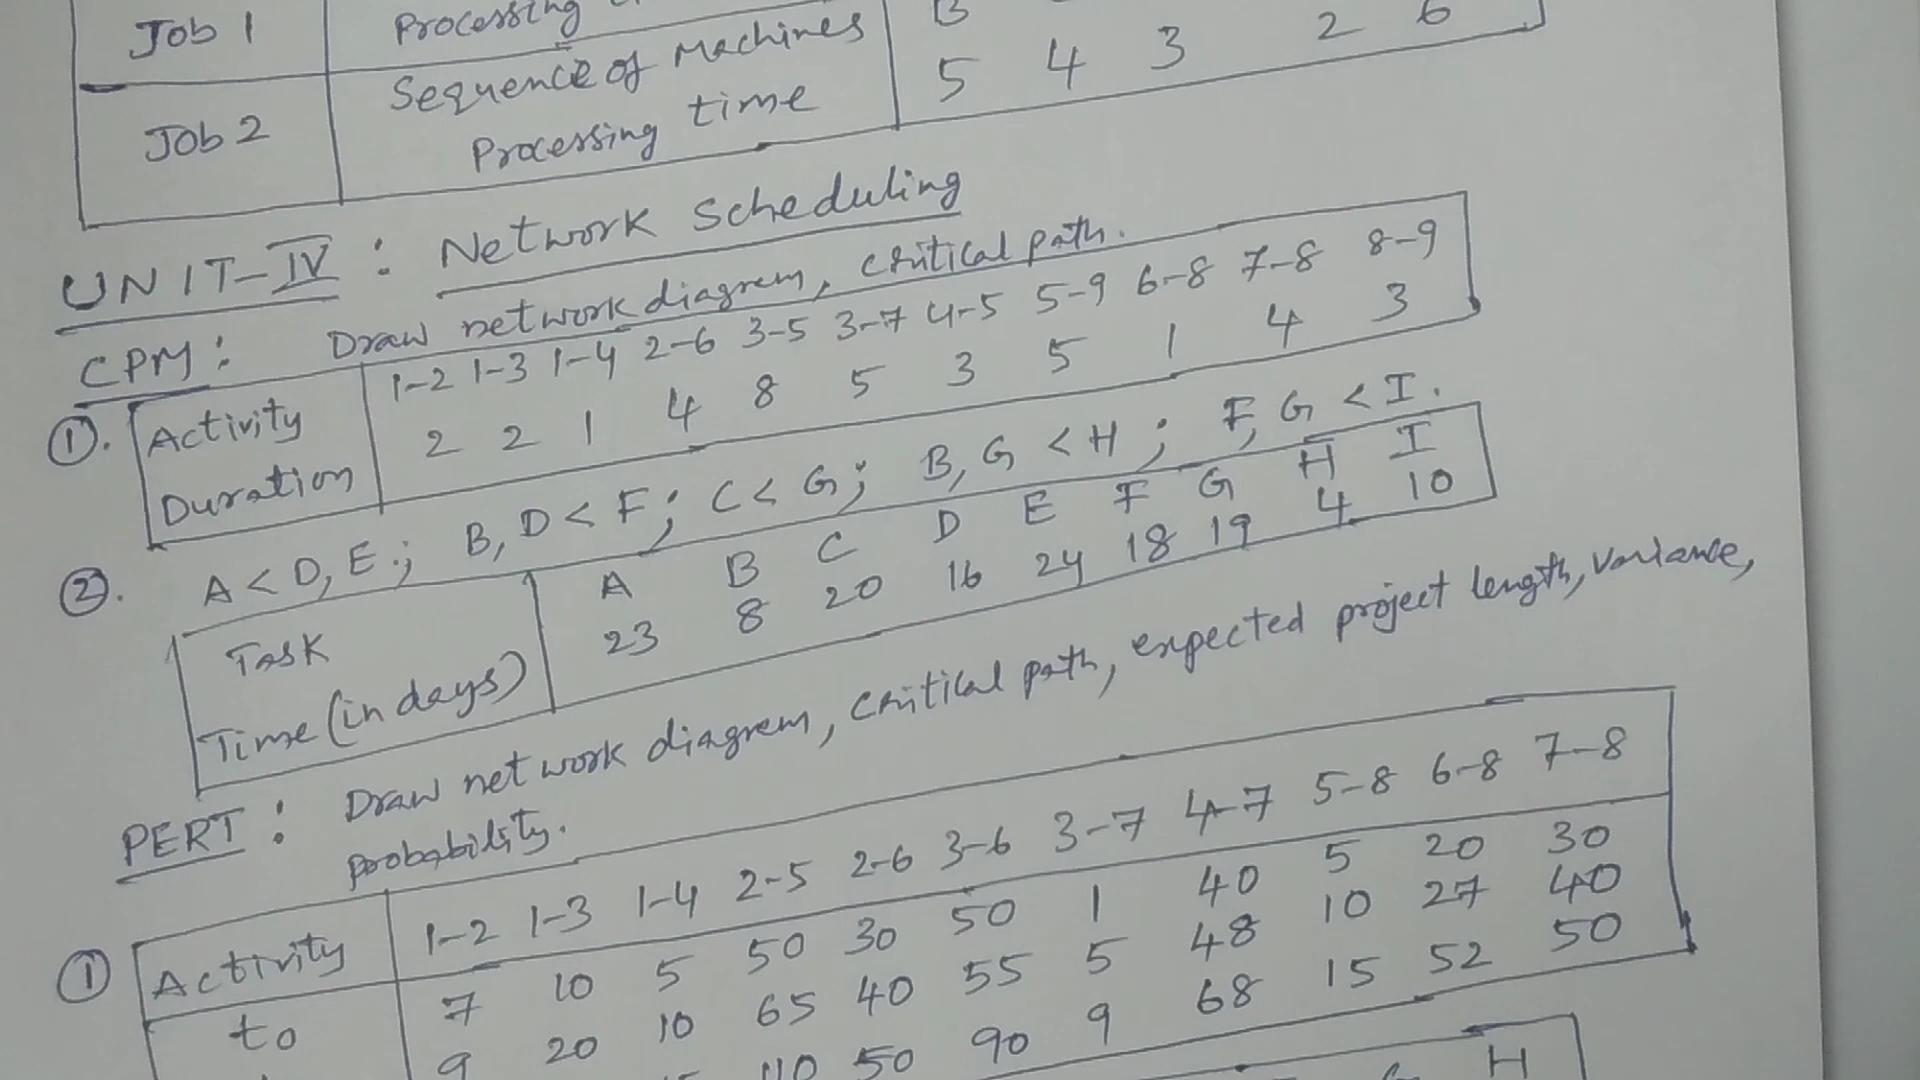 Job 1 Processing B
Job 2 Sequence of Machines 5 4 3 2 6
Processing time
UNIT-IV : Network Scheduling
CPM : Draw network diagram, critical path.
①. Activity 1-2 1-3 1-4 2-6 3-5 3-7 4-5 5-9 6-8 7-8 8-9
Duration 2 2 1 4 8 5 3 5 1 4 3
②. A < D, E ; B, D < F ; C < G ; B, G < H ; F, G < I.
Task A B C D E F G H I
Time (in days) 23 8 20 16 24 18 19 4 10
PERT : Draw network diagram, critical path, expected project length, variance,
probability.
① Activity 1-2 1-3 1-4 2-5 2-6 3-6 3-7 4-7 5-8 6-8 7-8
to 7 10 5 50 30 50 1 40 5 20 30
9 20 10 65 40 55 5 48 10 27 40
110 50 90 9 68 15 52 50
H